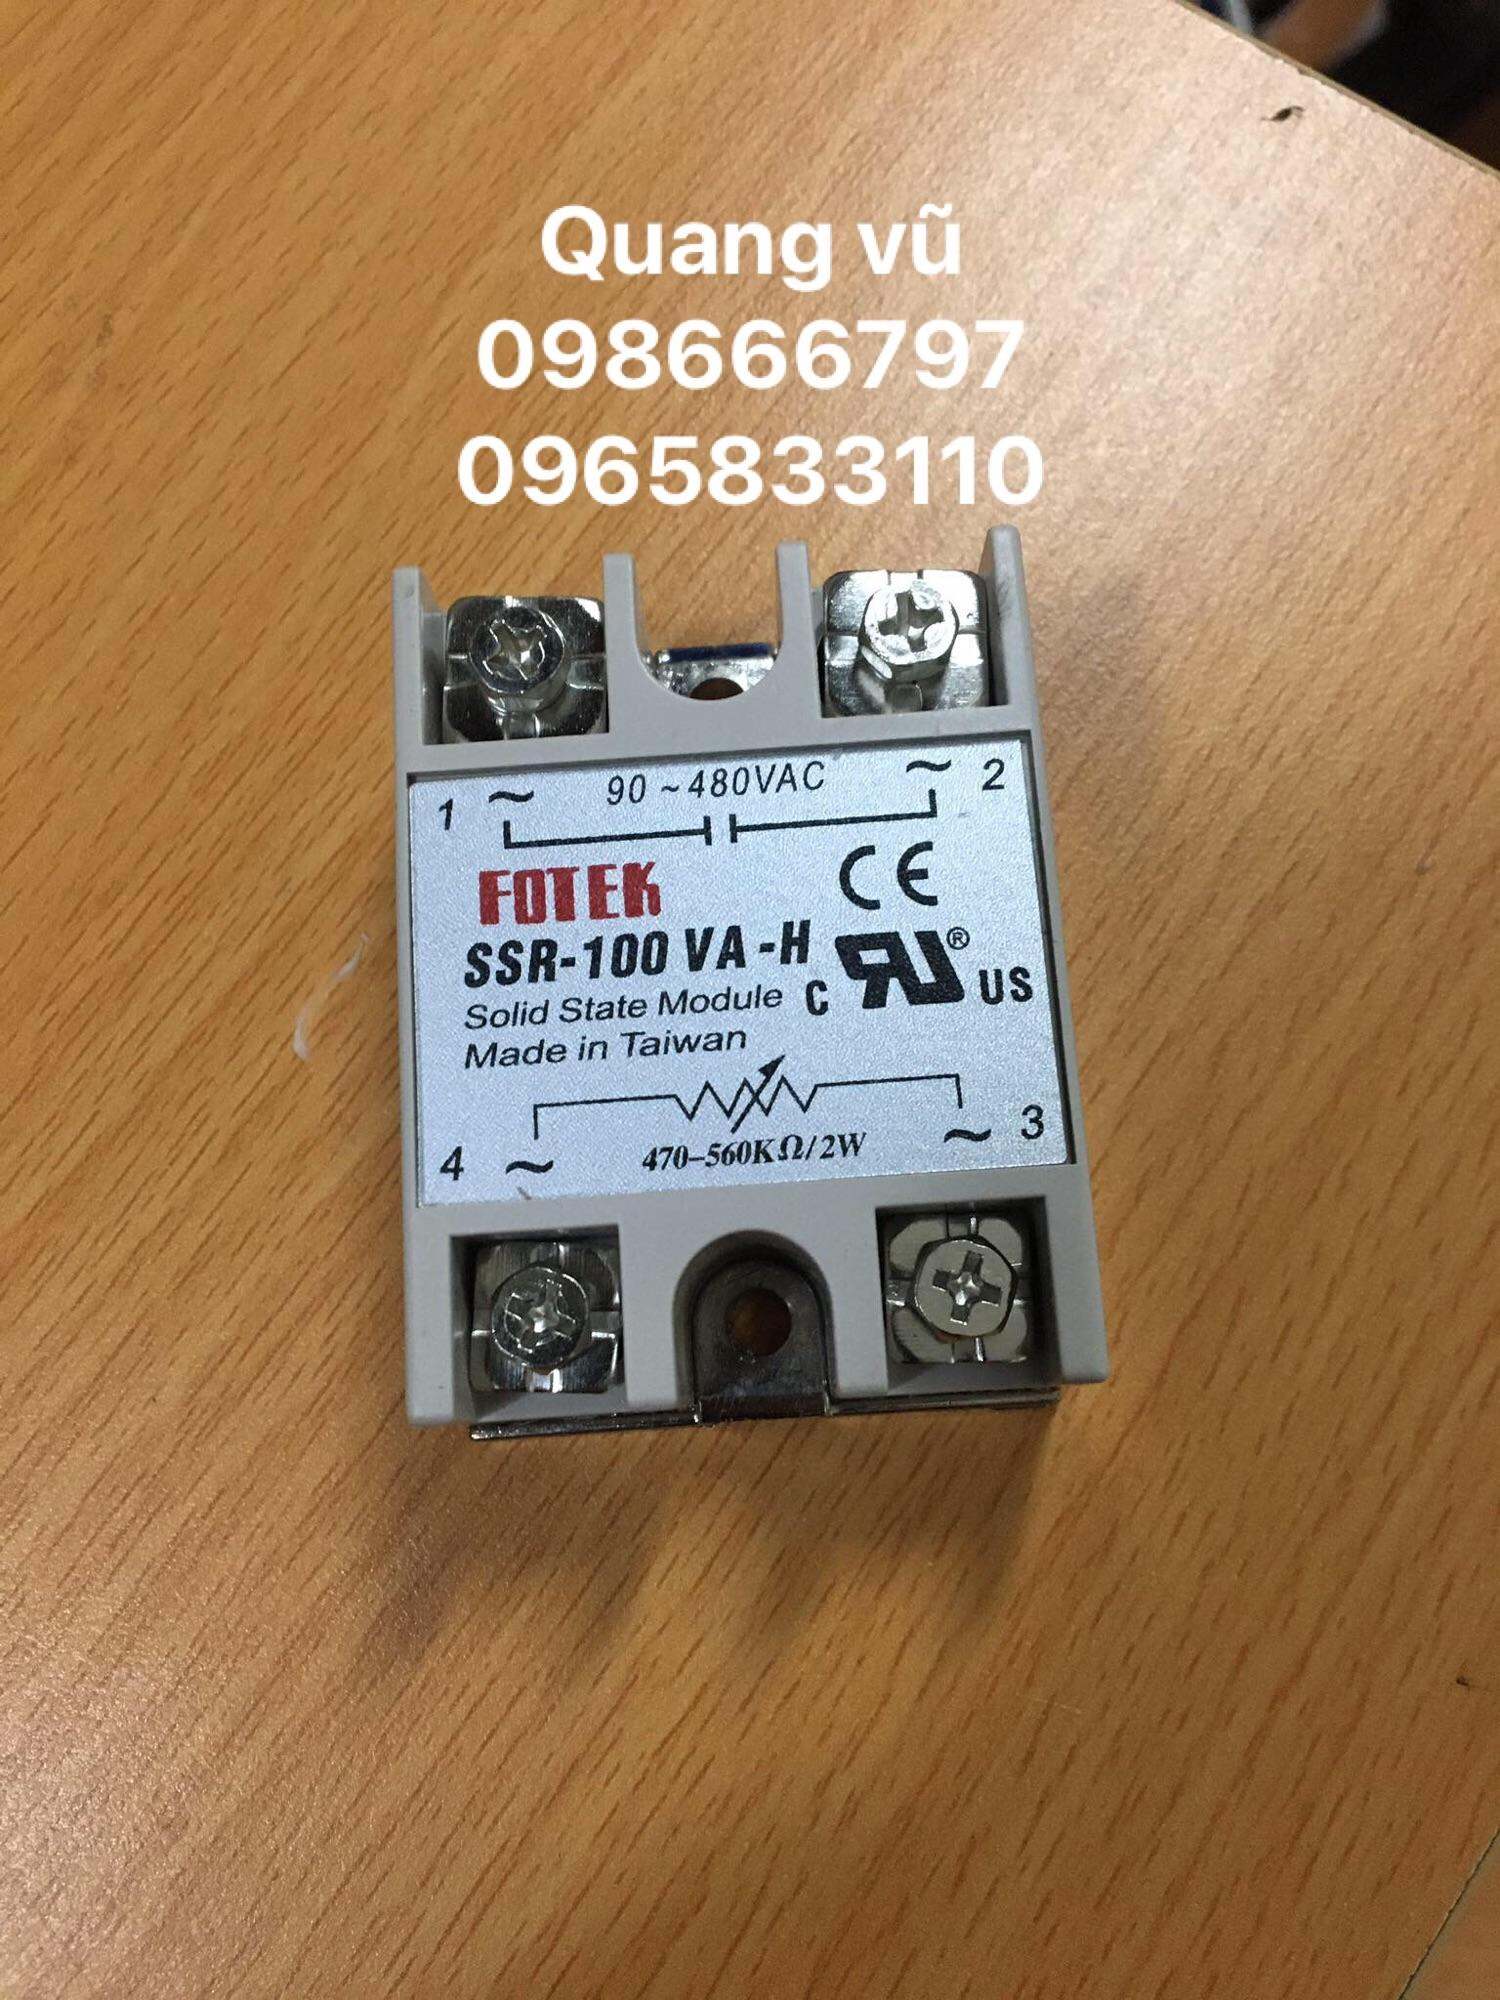 Quang vũ
098666797
0965833110
1 ~ 90 ~ 480VAC ~ 2
FOTEK
CE
SSR-100 VA -H
Solid State Module
C RU® US
Made in Taiwan
4 ~ 470–560KΩ/2W ~ 3